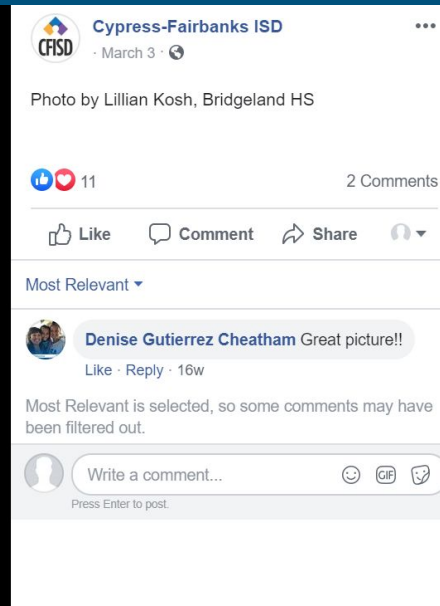 CFISD
Cypress-Fairbanks ISD
· March 3 ·
Photo by Lillian Kosh, Bridgeland HS
11
2 Comments
Like Comment Share
Most Relevant
Denise Gutierrez Cheatham Great picture!!
Like · Reply · 16w
Most Relevant is selected, so some comments may have
been filtered out.
Write a comment...
GIF
Press Enter to post.